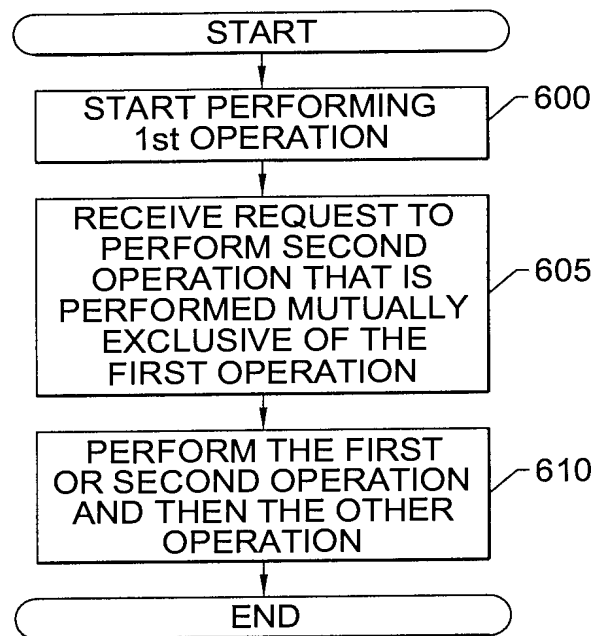 START
START PERFORMING
1st OPERATION
600
RECEIVE REQUEST TO
PERFORM SECOND
OPERATION THAT IS
PERFORMED MUTUALLY
EXCLUSIVE OF THE
FIRST OPERATION
605
PERFORM THE FIRST
OR SECOND OPERATION
AND THEN THE OTHER
OPERATION
610
END